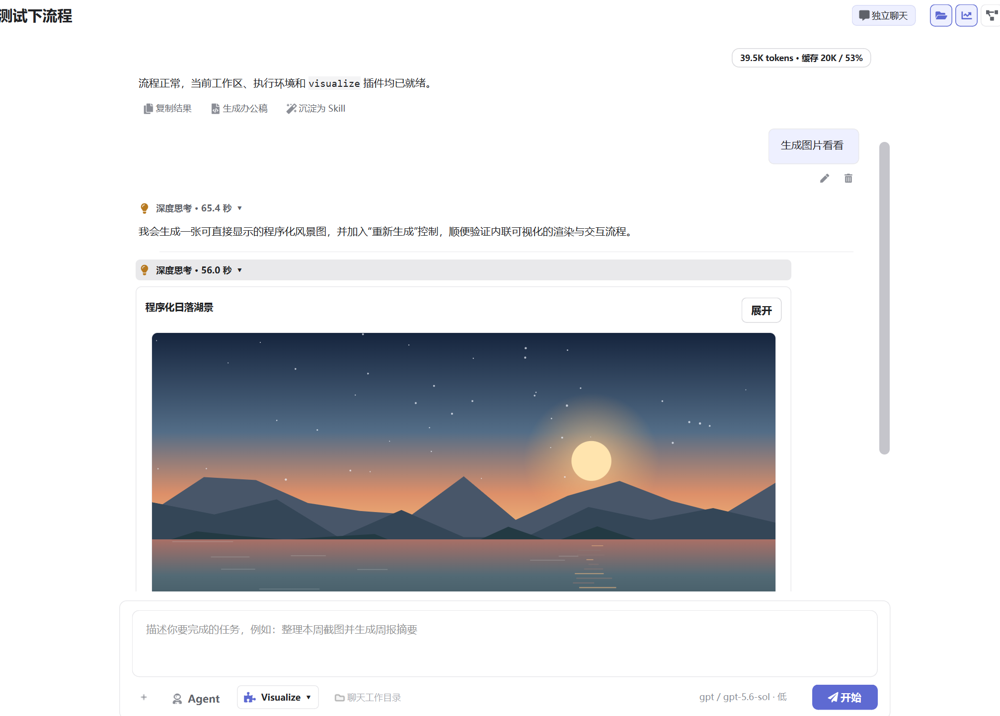 测试下流程
独立聊天
39.5K tokens • 缓存 20K / 53%
流程正常，当前工作区、执行环境和 visualize 插件均已就绪。
复制结果 生成办公稿 沉淀为 Skill
生成图片看看
深度思考 • 65.4 秒 ▼
我会生成一张可直接显示的程序化风景图，并加入“重新生成”控制，顺便验证内联可视化的渲染与交互流程。
深度思考 • 56.0 秒 ▼
程序化日落湖景
展开
描述你要完成的任务，例如：整理本周截图并生成周报摘要
+ Agent Visualize ▼ 聊天工作目录 gpt / gpt-5.6-sol · 低 开始